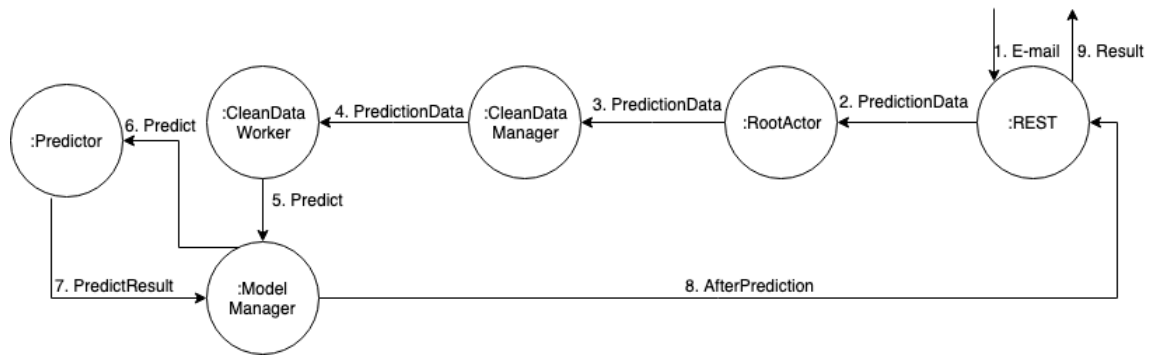 1. E-mail
9. Result
2. PredictionData
3. PredictionData
4. PredictionData
:CleanData
Worker
:CleanData
Manager
:RootActor
:REST
6. Predict
:Predictor
5. Predict
7. PredictResult
:Model
Manager
8. AfterPrediction